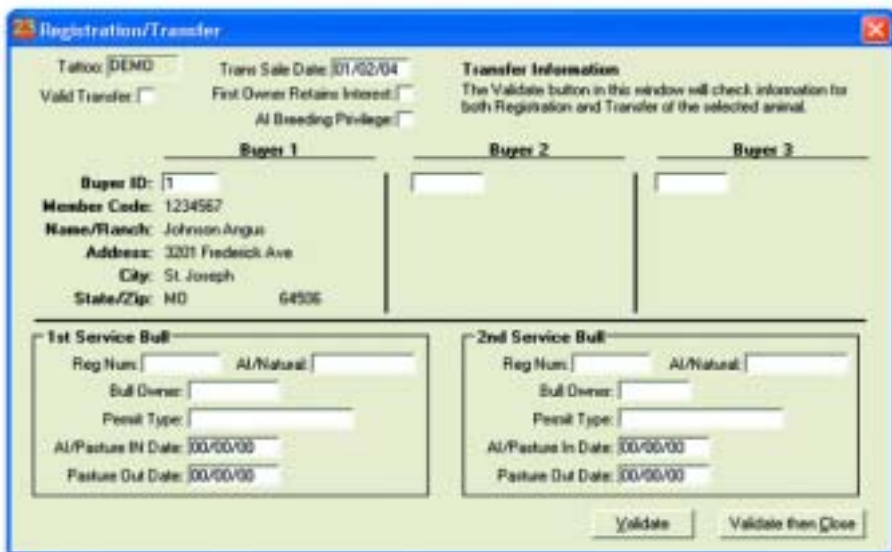 Registration/Transfer
Tattoo: DEMO
Trans Sale Date: 01/02/04
Transfer Information
Valid Transfer:
First Owner Retains Interest:
The Validate button in this window will check information for
both Registration and Transfer of the selected animal.
AI Breeding Privilege:
Buyer 1 Buyer 2 Buyer 3
Buyer ID: 1
Member Code: 1234567
Name/Ranch: Johnson Angus
Address: 3201 Frederick Ave
City: St. Joseph
State/Zip: MO 64506
1st Service Bull
Reg Num: AI/Natural:
Bull Owner:
Permit Type:
AI/Pasture IN Date: 00/00/00
Pasture Out Date: 00/00/00
2nd Service Bull
Reg Num: AI/Natural:
Bull Owner:
Permit Type:
AI/Pasture In Date: 00/00/00
Pasture Out Date: 00/00/00
Validate Validate then Close